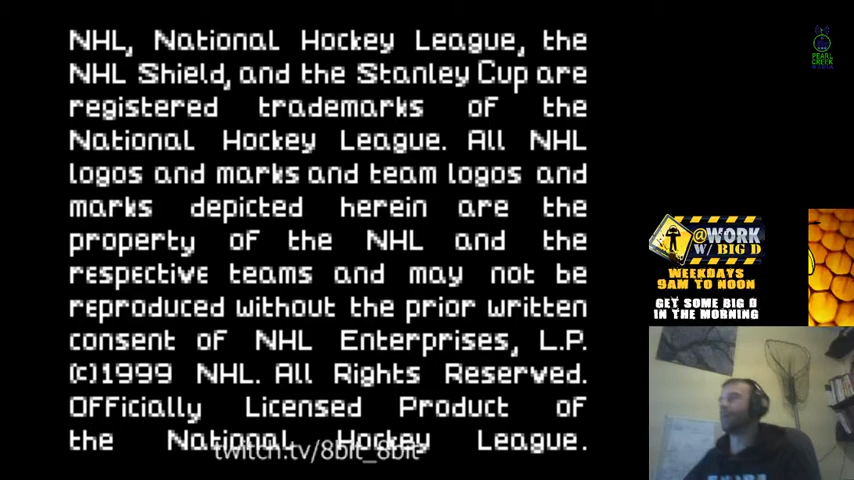 NHL, National Hockey League, the
NHL Shield, and the Stanley Cup are
registered trademarks of the
National Hockey League. All NHL
logos and marks and team logos and
marks depicted herein are the
property of the NHL and the
respective teams and may not be
reproduced without the prior written
consent of NHL Enterprises, L.P.
(c)1999 NHL. All Rights Reserved.
Officially Licensed Product of
the National Hockey League.
twitch.tv/8bit_8bit
PEARL
CREEK
@WORK
W/ BIG D
WEEKDAYS
9AM TO NOON
GET SOME BIG D
IN THE MORNING